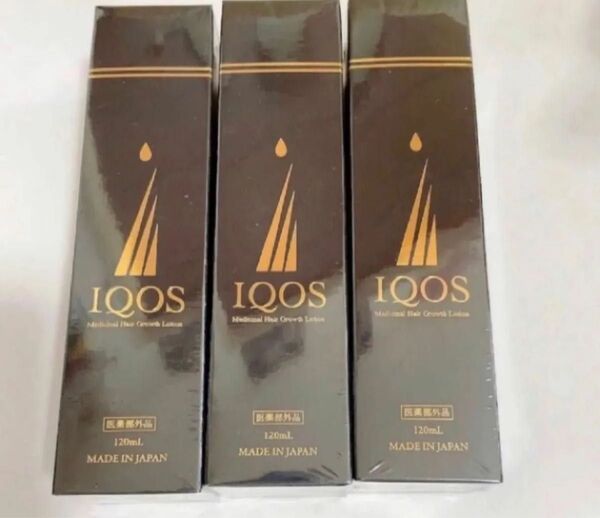 IQOS
Medicinal Hair Growth Lotion
医薬部外品
120mL
MADE IN JAPAN
IQOS
Medicinal Hair Growth Lotion
医薬部外品
120mL
MADE IN JAPAN
IQOS
Medicinal Hair Growth Lotion
医薬部外品
120mL
MADE IN JAPAN